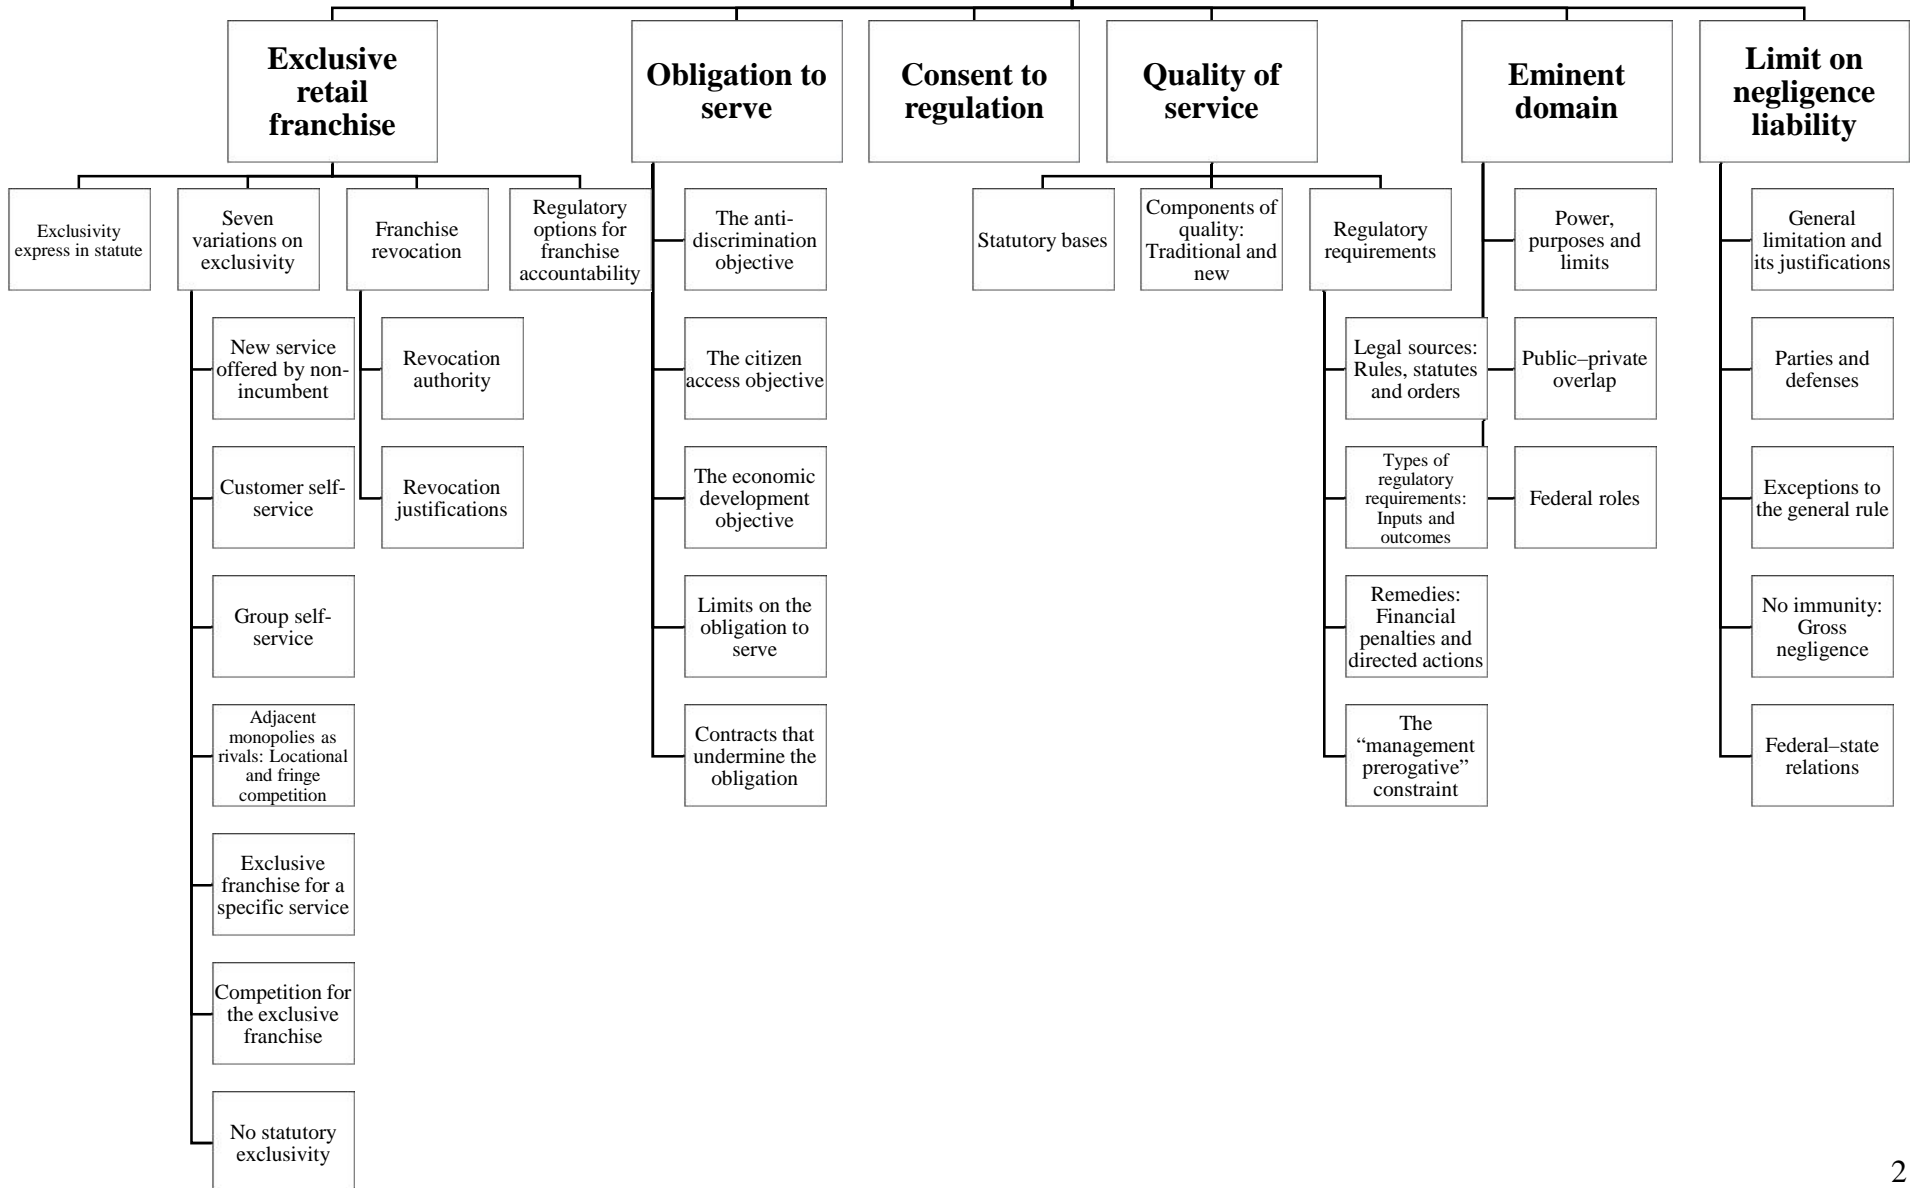 Exclusive
retail
franchise
Obligation to
serve
Consent to
regulation
Quality of
service
Eminent
domain
Limit on
negligence
liability
Exclusivity
express in statute
Seven
variations on
exclusivity
Franchise
revocation
Regulatory
options for
franchise
accountability
New service
offered by non-
incumbent
Customer self-
service
Group self-
service
Adjacent
monopolies as
rivals: Locational
and fringe
competition
Exclusive
franchise for a
specific service
Competition for
the exclusive
franchise
No statutory
exclusivity
Revocation
authority
Revocation
justifications
The anti-
discrimination
objective
The citizen
access objective
The economic
development
objective
Limits on the
obligation to
serve
Contracts that
undermine the
obligation
Statutory bases
Components of
quality:
Traditional and
new
Regulatory
requirements
Legal sources:
Rules, statutes
and orders
Types of
regulatory
requirements:
Inputs and
outcomes
Remedies:
Financial
penalties and
directed actions
The
“management
prerogative”
constraint
Power,
purposes and
limits
Public–private
overlap
Federal roles
General
limitation and
its justifications
Parties and
defenses
Exceptions to
the general rule
No immunity:
Gross
negligence
Federal–state
relations
2